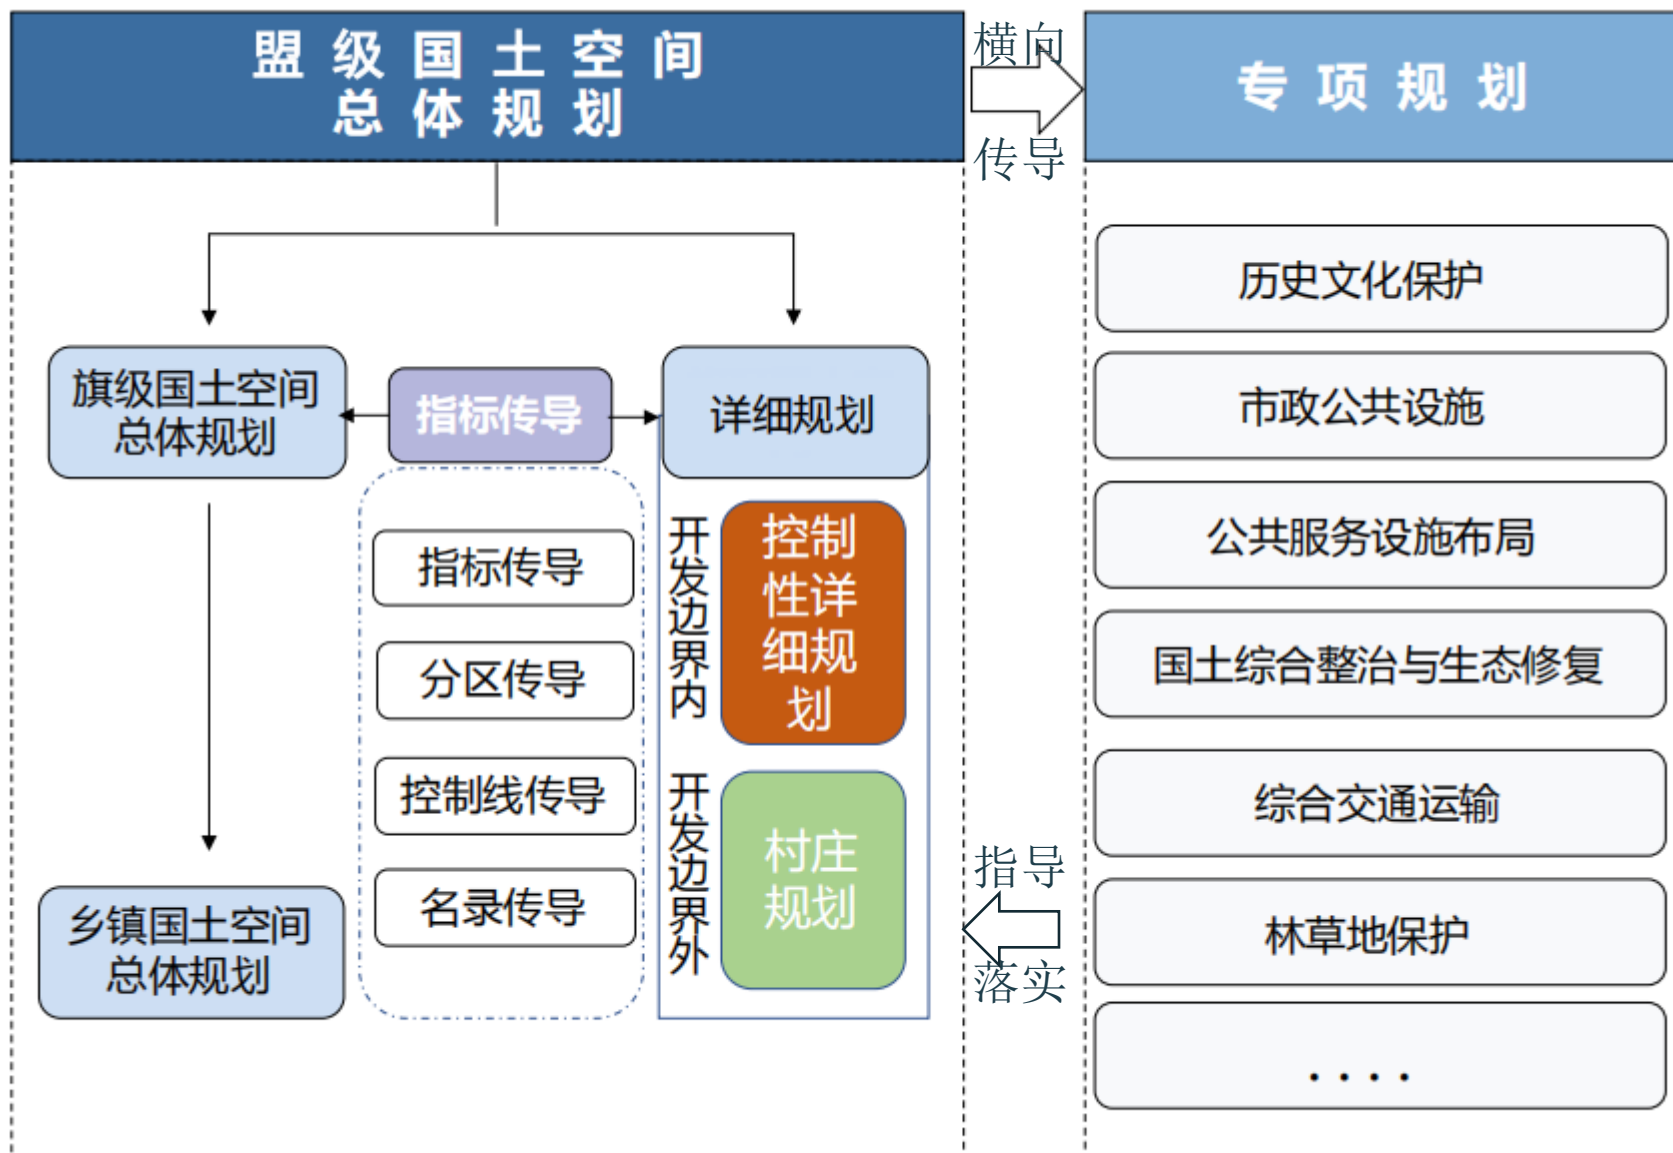 盟级国土空间
总体规划
横向
传导
专项规划
旗级国土空间
总体规划
指标传导
详细规划
指标传导
分区传导
控制线传导
名录传导
开发边界内
控制
性详
细规
划
开发边界外
村庄
规划
乡镇国土空间
总体规划
指导
落实
历史文化保护
市政公共设施
公共服务设施布局
国土综合整治与生态修复
综合交通运输
林草地保护
. . . .